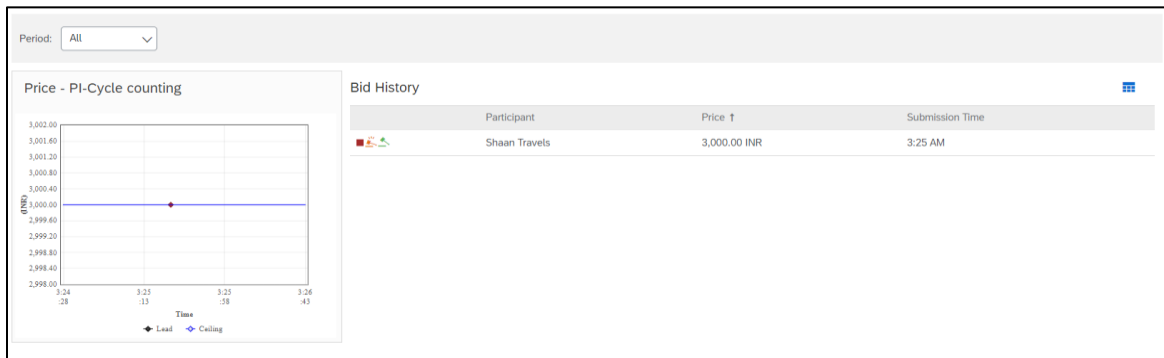 Period: All
Price - PI-Cycle counting
3,002.00
3,001.60
3,001.20
3,000.80
3,000.40
3,000.00
2,999.60
2,999.20
2,998.80
2,998.40
2,998.00
(INR)
3:24 3:25 3:25 3:26
:28 :13 :58 :43
Time
Lead Ceiling
Bid History
Participant Price ↑ Submission Time
Shaan Travels 3,000.00 INR 3:25 AM